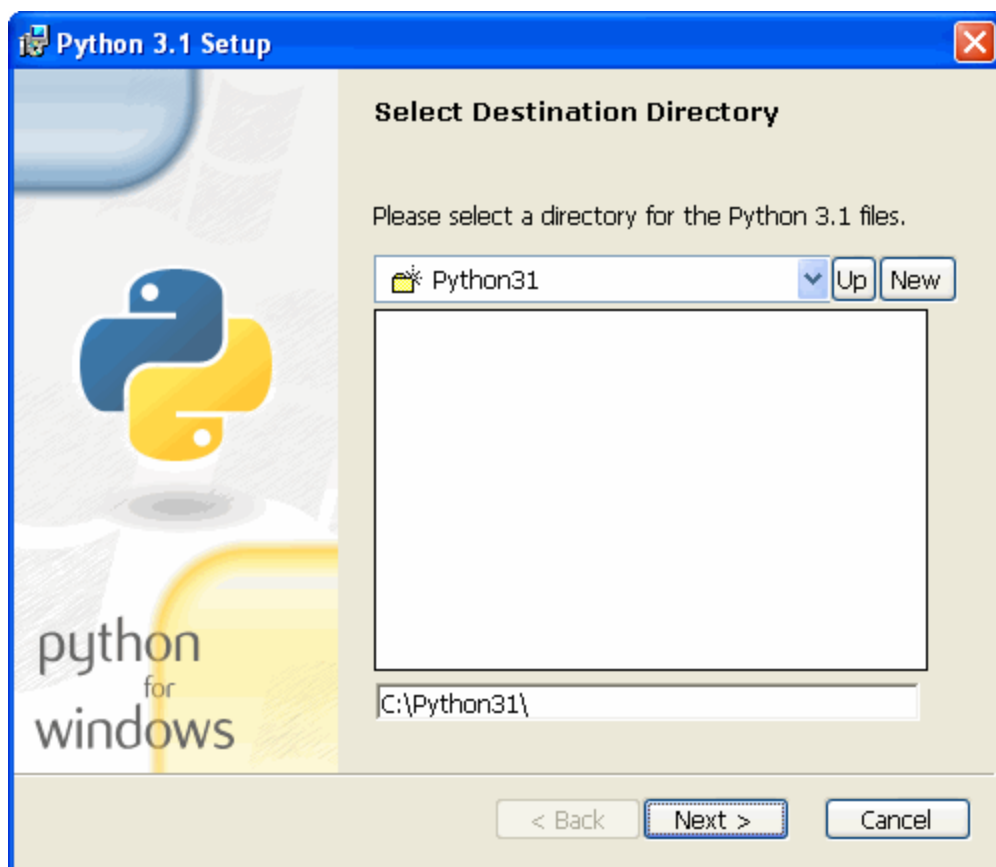 Python 3.1 Setup
Select Destination Directory
Please select a directory for the Python 3.1 files.
Python31
Up
New
C:\Python31\
python
for
windows
< Back
Next >
Cancel